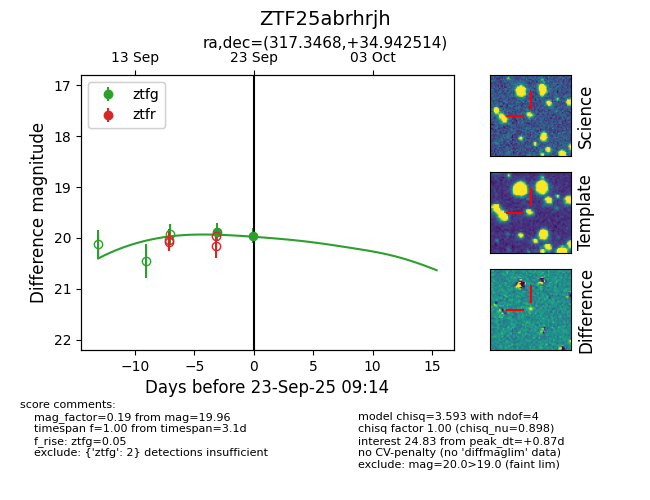 ZTF25abrhrjh
ra,dec=(317.3468,+34.942514)
13 Sep 23 Sep 03 Oct
ztfg
ztfr
17
18
19
20
21
22
Difference magnitude
−10 −5 0 5 10 15
Days before 23-Sep-25 09:14
Science
Template
Difference
score comments:
mag_factor=0.19 from mag=19.96
timespan f=1.00 from timespan=3.1d
f_rise: ztfg=0.05
exclude: {'ztfg': 2} detections insufficient
model chisq=3.593 with ndof=4
chisq factor 1.00 (chisq_nu=0.898)
interest 24.83 from peak_dt=+0.87d
no CV-penalty (no 'diffmaglim' data)
exclude: mag=20.0>19.0 (faint lim)